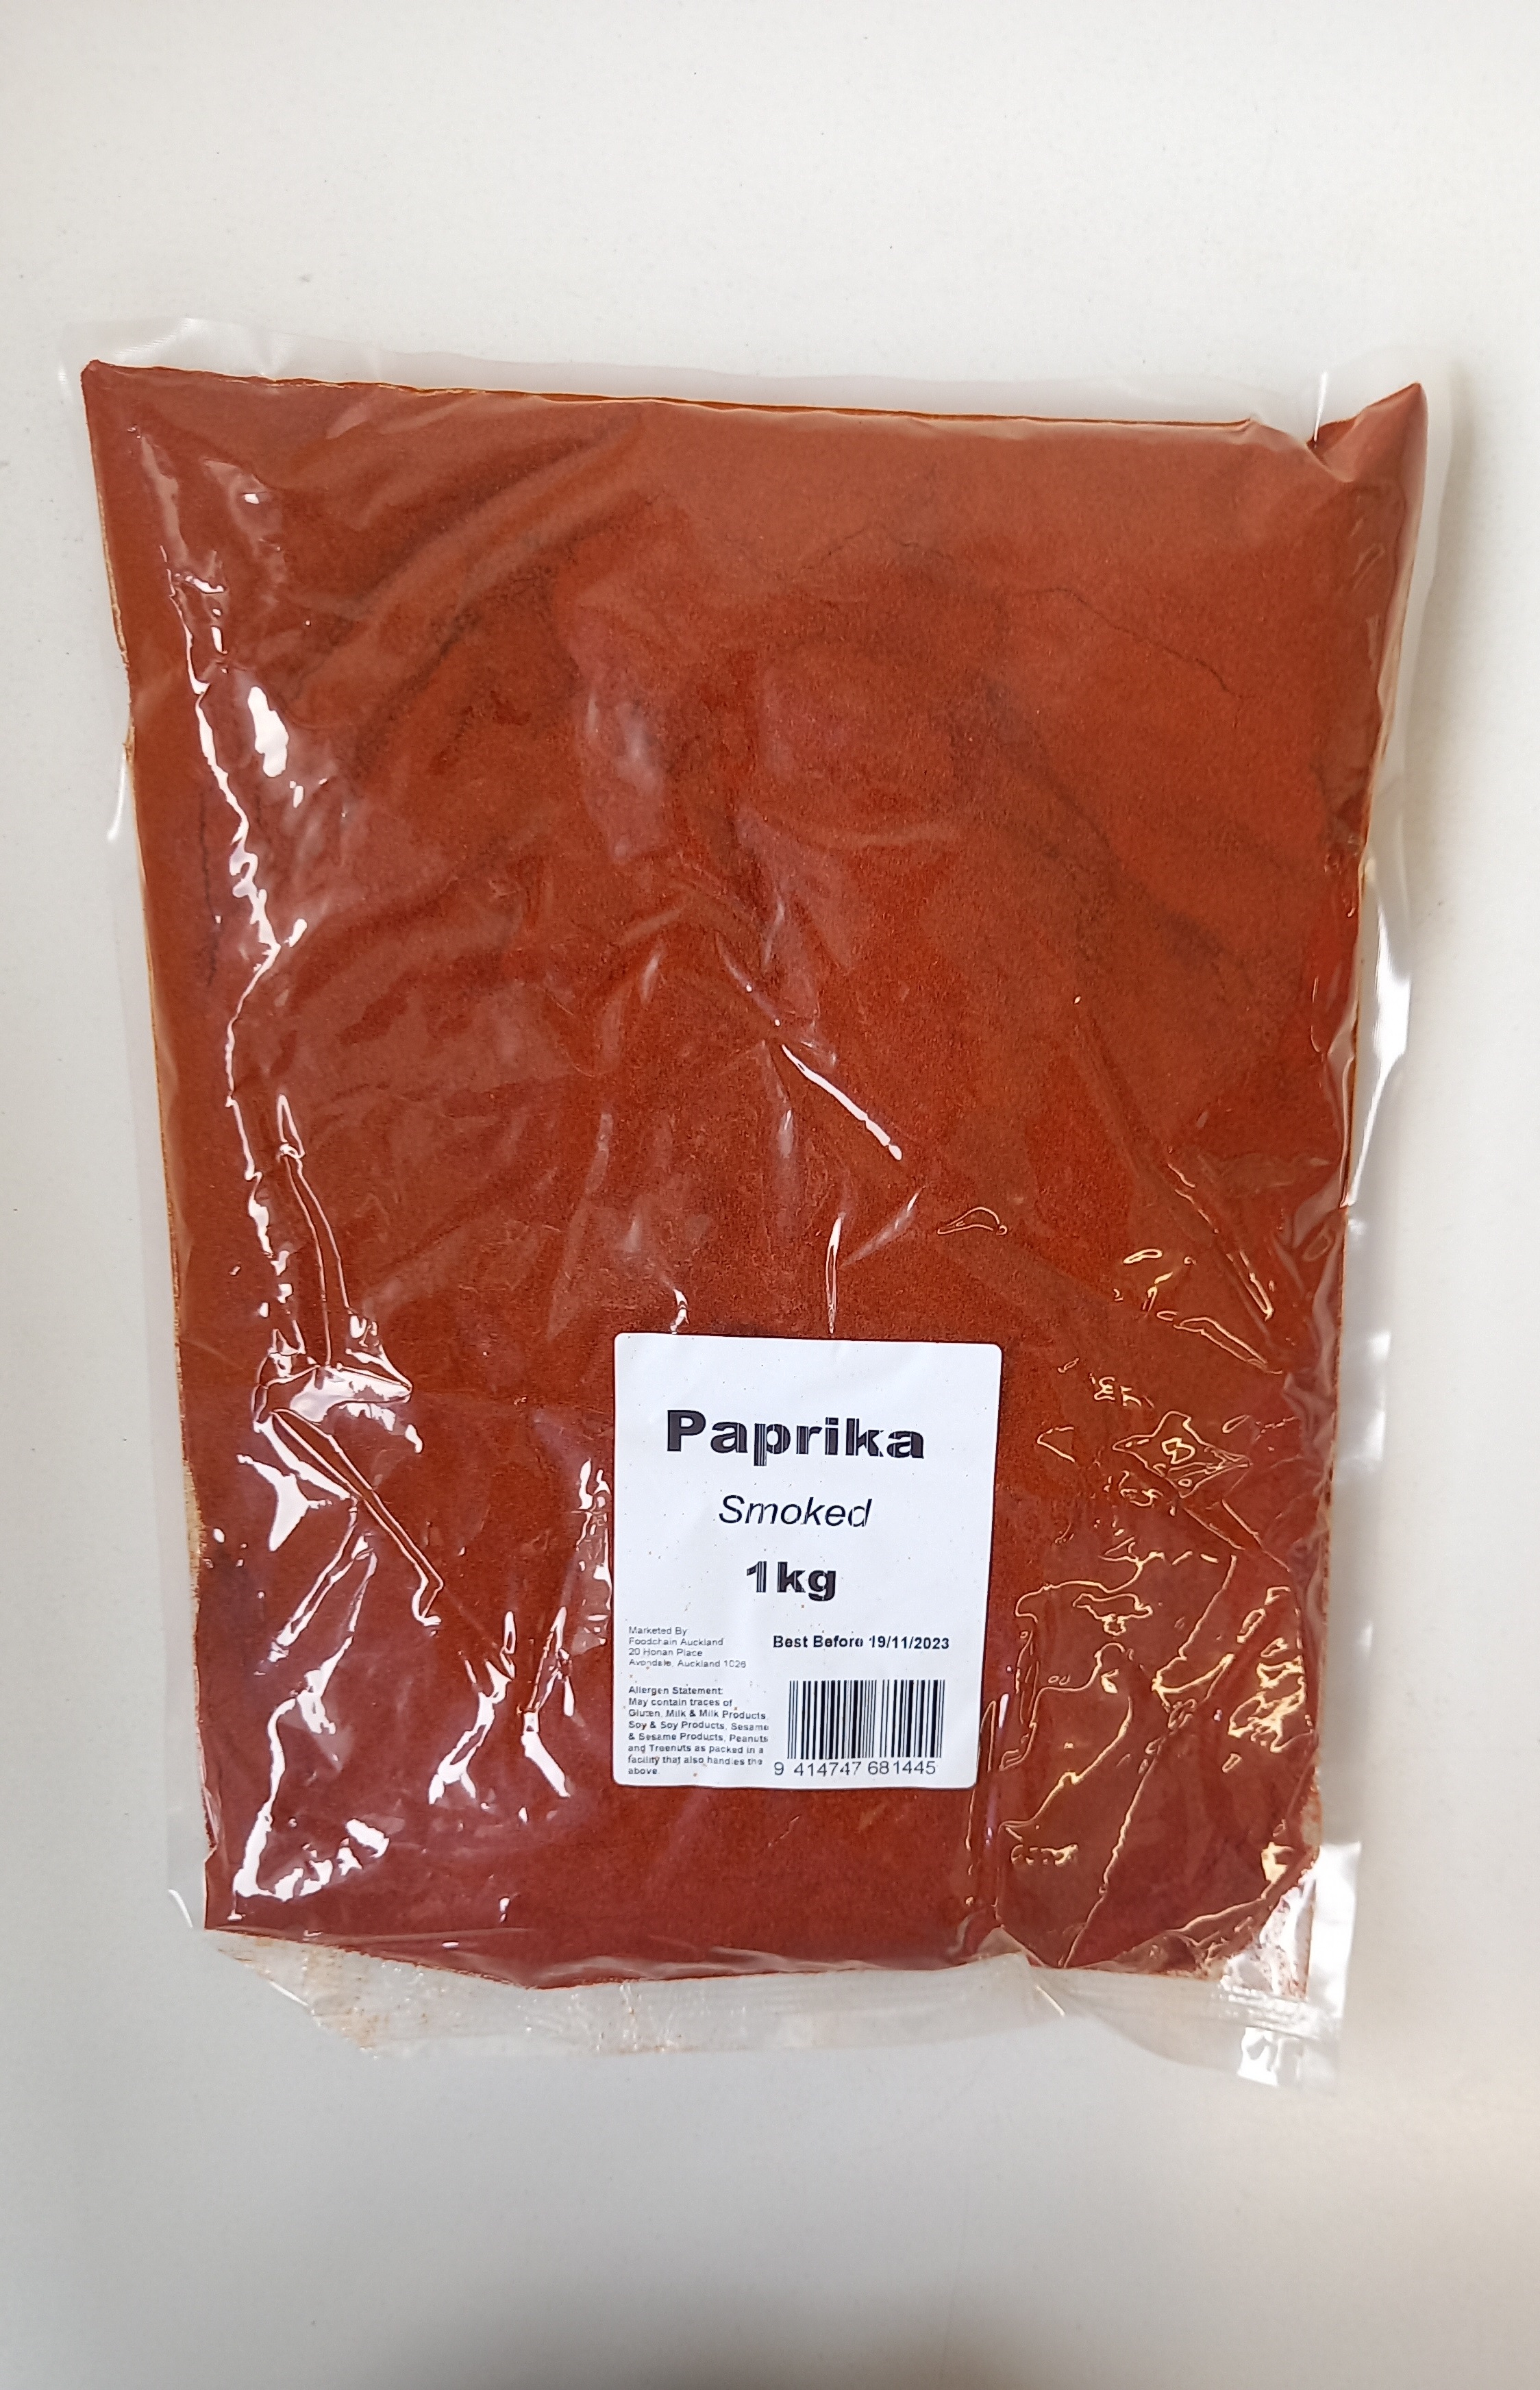 Paprika
Smoked
1kg
Marketed By
Foodchain Auckland
20 Honan Place
Avondale, Auckland 1026
Best Before 19/11/2023
Allergen Statement:
May contain traces of
Gluten, Milk & Milk Products
Soy & Soy Products, Sesame
& Sesame Products, Peanuts
and Treenuts as packed in a
facility that also handles the
above.
9 414747 681445